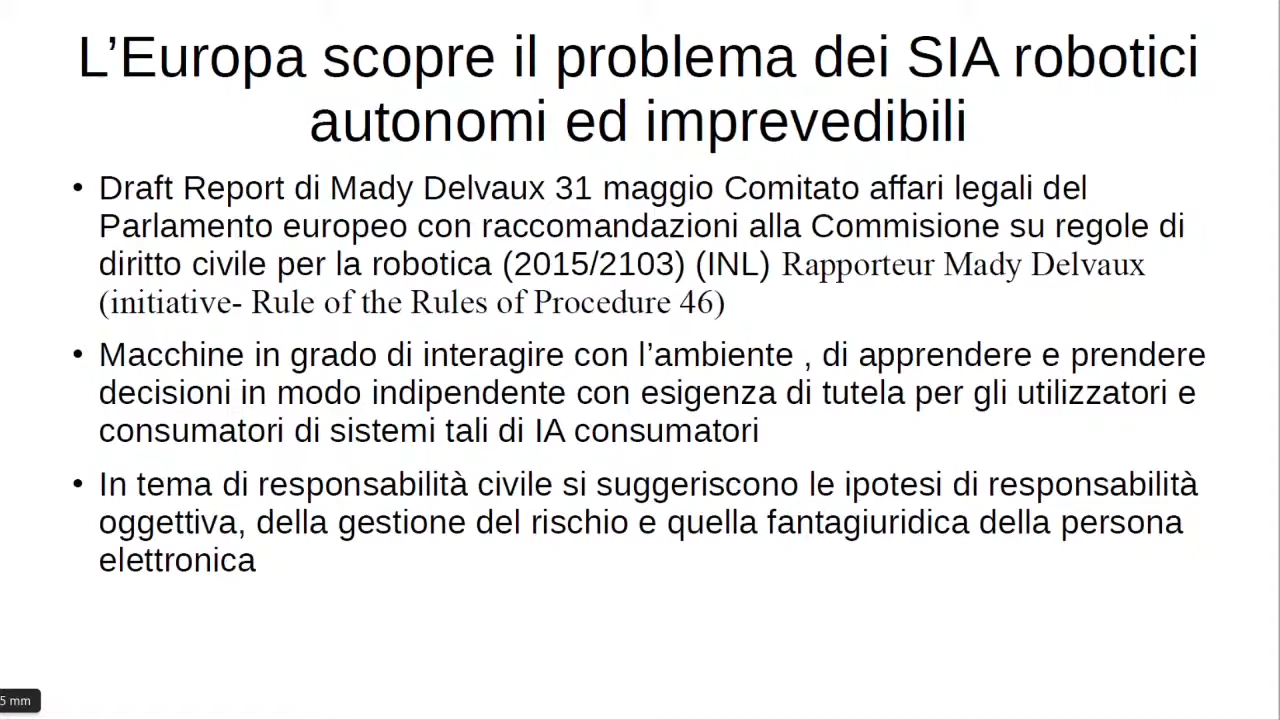 L’Europa scopre il problema dei SIA robotici
autonomi ed imprevedibili
• Draft Report di Mady Delvaux 31 maggio Comitato affari legali del
Parlamento europeo con raccomandazioni alla Commisione su regole di
diritto civile per la robotica (2015/2103) (INL) Rapporteur Mady Delvaux
(initiative- Rule of the Rules of Procedure 46)
• Macchine in grado di interagire con l’ambiente , di apprendere e prendere
decisioni in modo indipendente con esigenza di tutela per gli utilizzatori e
consumatori di sistemi tali di IA consumatori
• In tema di responsabilità civile si suggeriscono le ipotesi di responsabilità
oggettiva, della gestione del rischio e quella fantagiuridica della persona
elettronica
5 mm